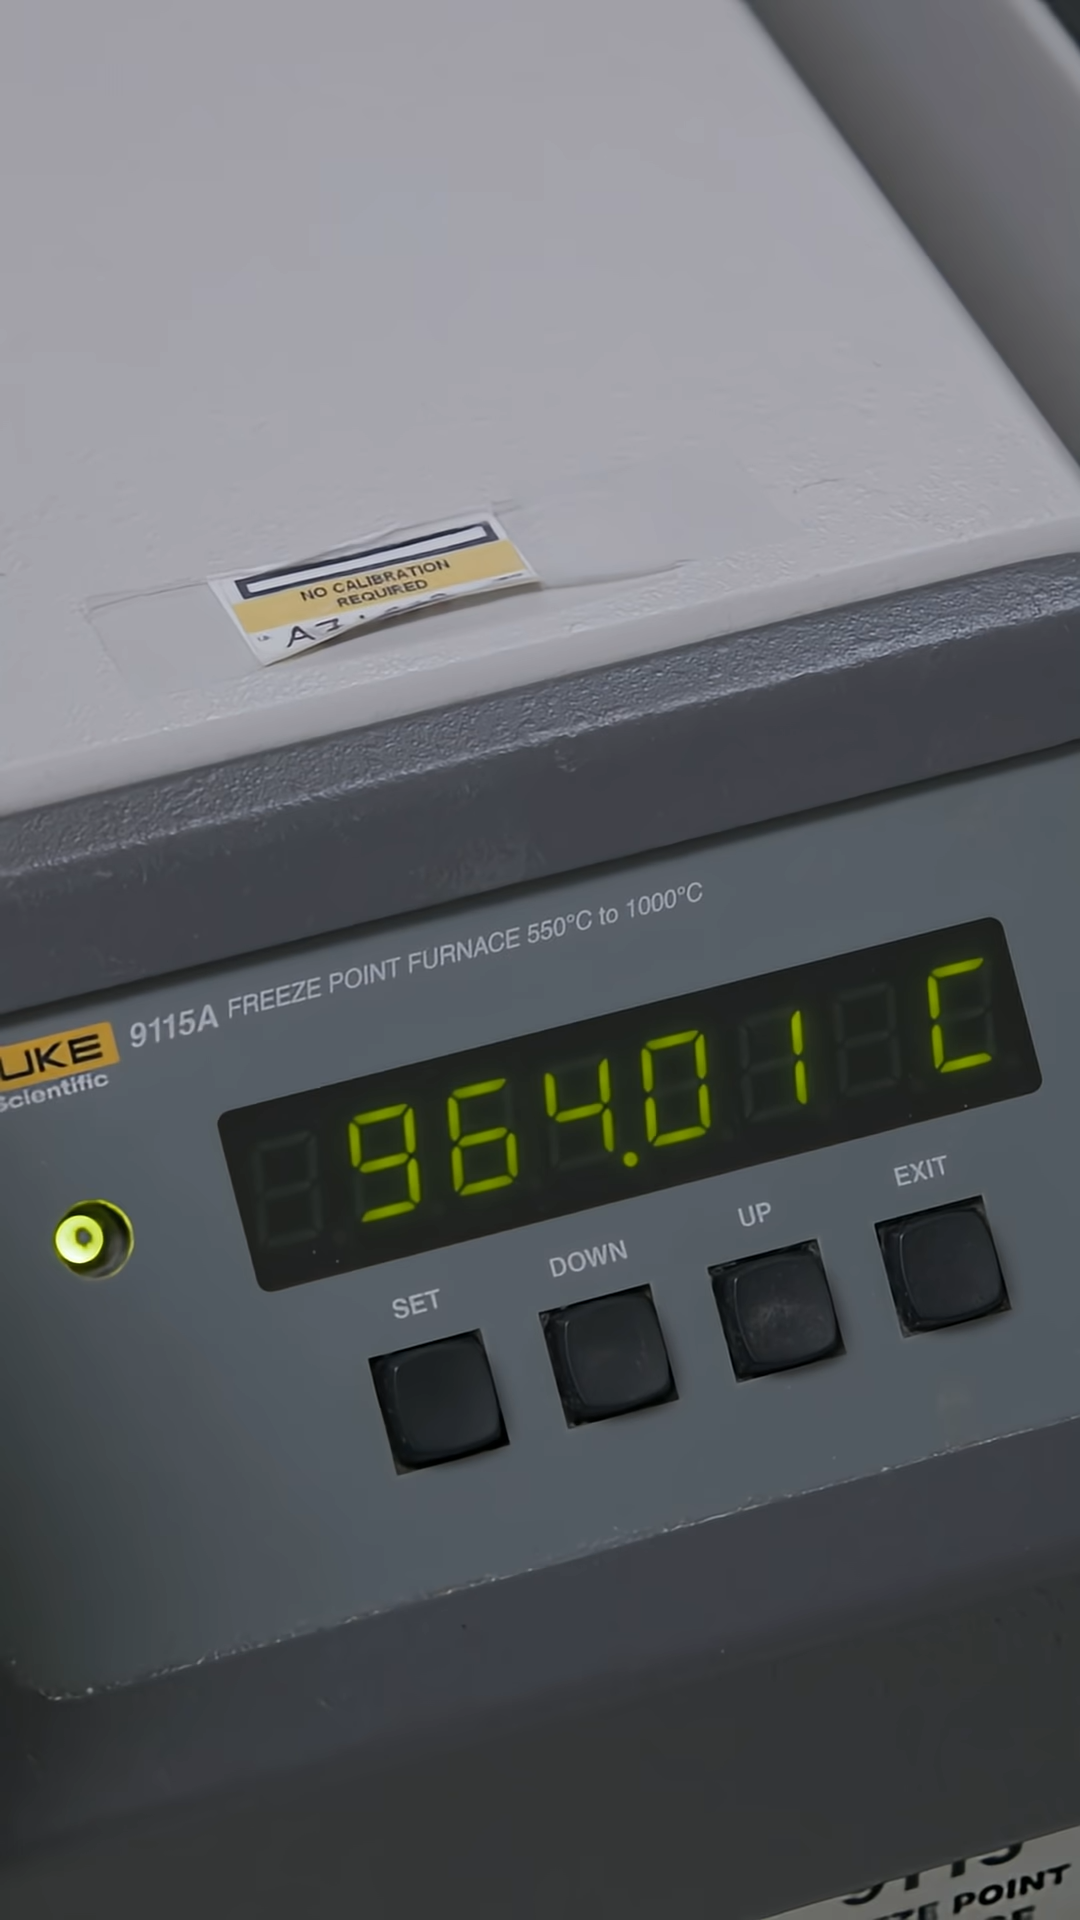 NO CALIBRATION
REQUIRED
9115A FREEZE POINT FURNACE 550°C to 1000°C
UKE
Scientific
964.01 C
SET
DOWN
UP
EXIT
POINT